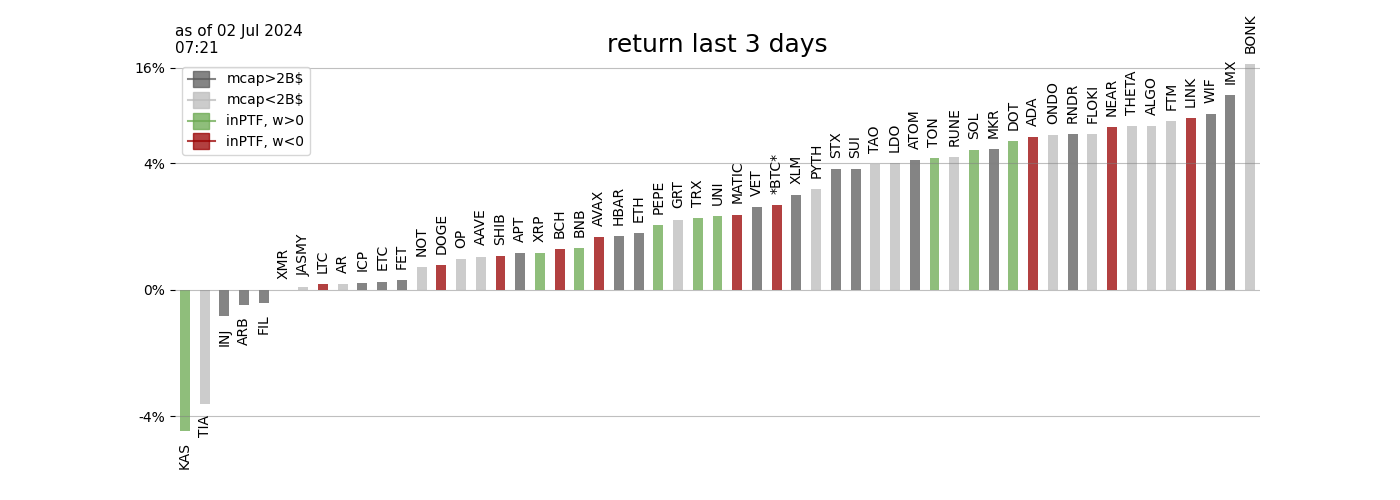 as of 02 Jul 2024
07:21
return last 3 days
16%
4%
0%
-4%
mcap>2B$
mcap<2B$
inPTF, w>0
inPTF, w<0
KAS
TIA
INJ
ARB
FIL
XMR
JASMY
LTC
AR
ICP
ETC
FET
NOT
DOGE
OP
AAVE
SHIB
APT
XRP
BCH
BNB
AVAX
HBAR
ETH
PEPE
GRT
TRX
UNI
MATIC
VET
*BTC*
XLM
PYTH
STX
SUI
TAO
LDO
ATOM
TON
RUNE
SOL
MKR
DOT
ADA
ONDO
RNDR
FLOKI
NEAR
THETA
ALGO
FTM
LINK
WIF
IMX
BONK